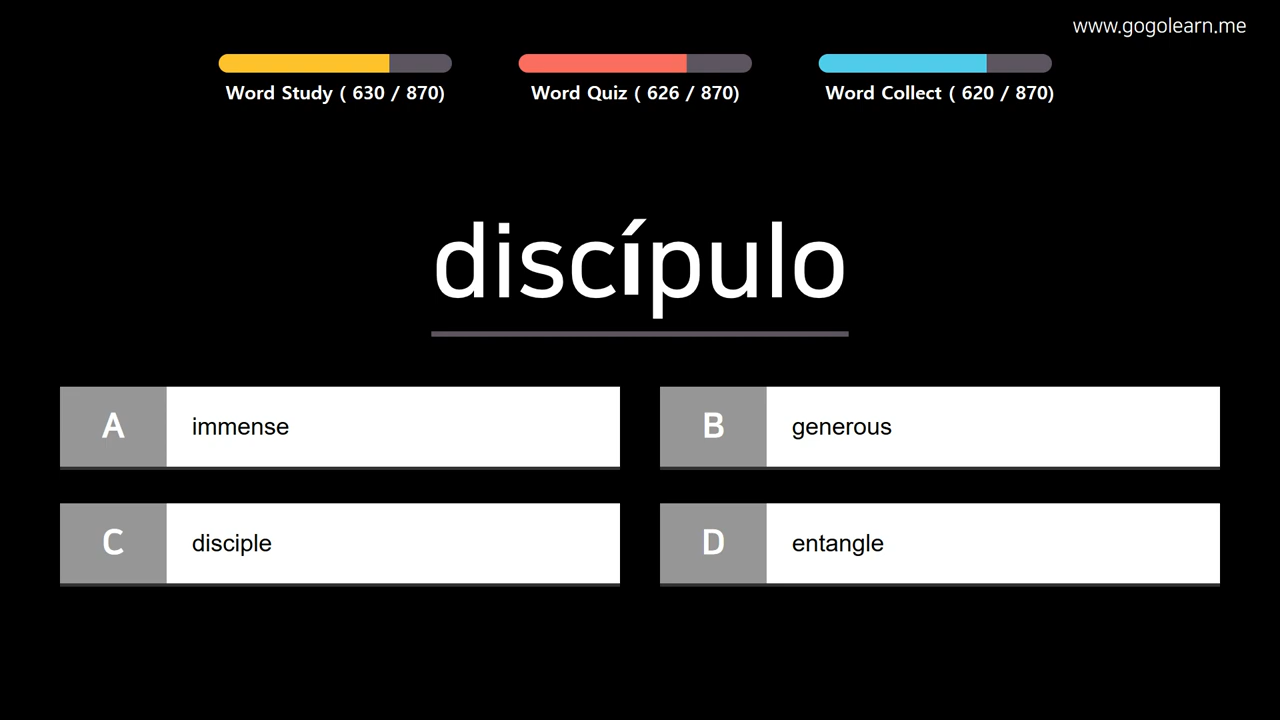 www.gogolearn.me
Word Study ( 630 / 870)
Word Quiz ( 626 / 870)
Word Collect ( 620 / 870)
discípulo
A immense
B generous
C disciple
D entangle